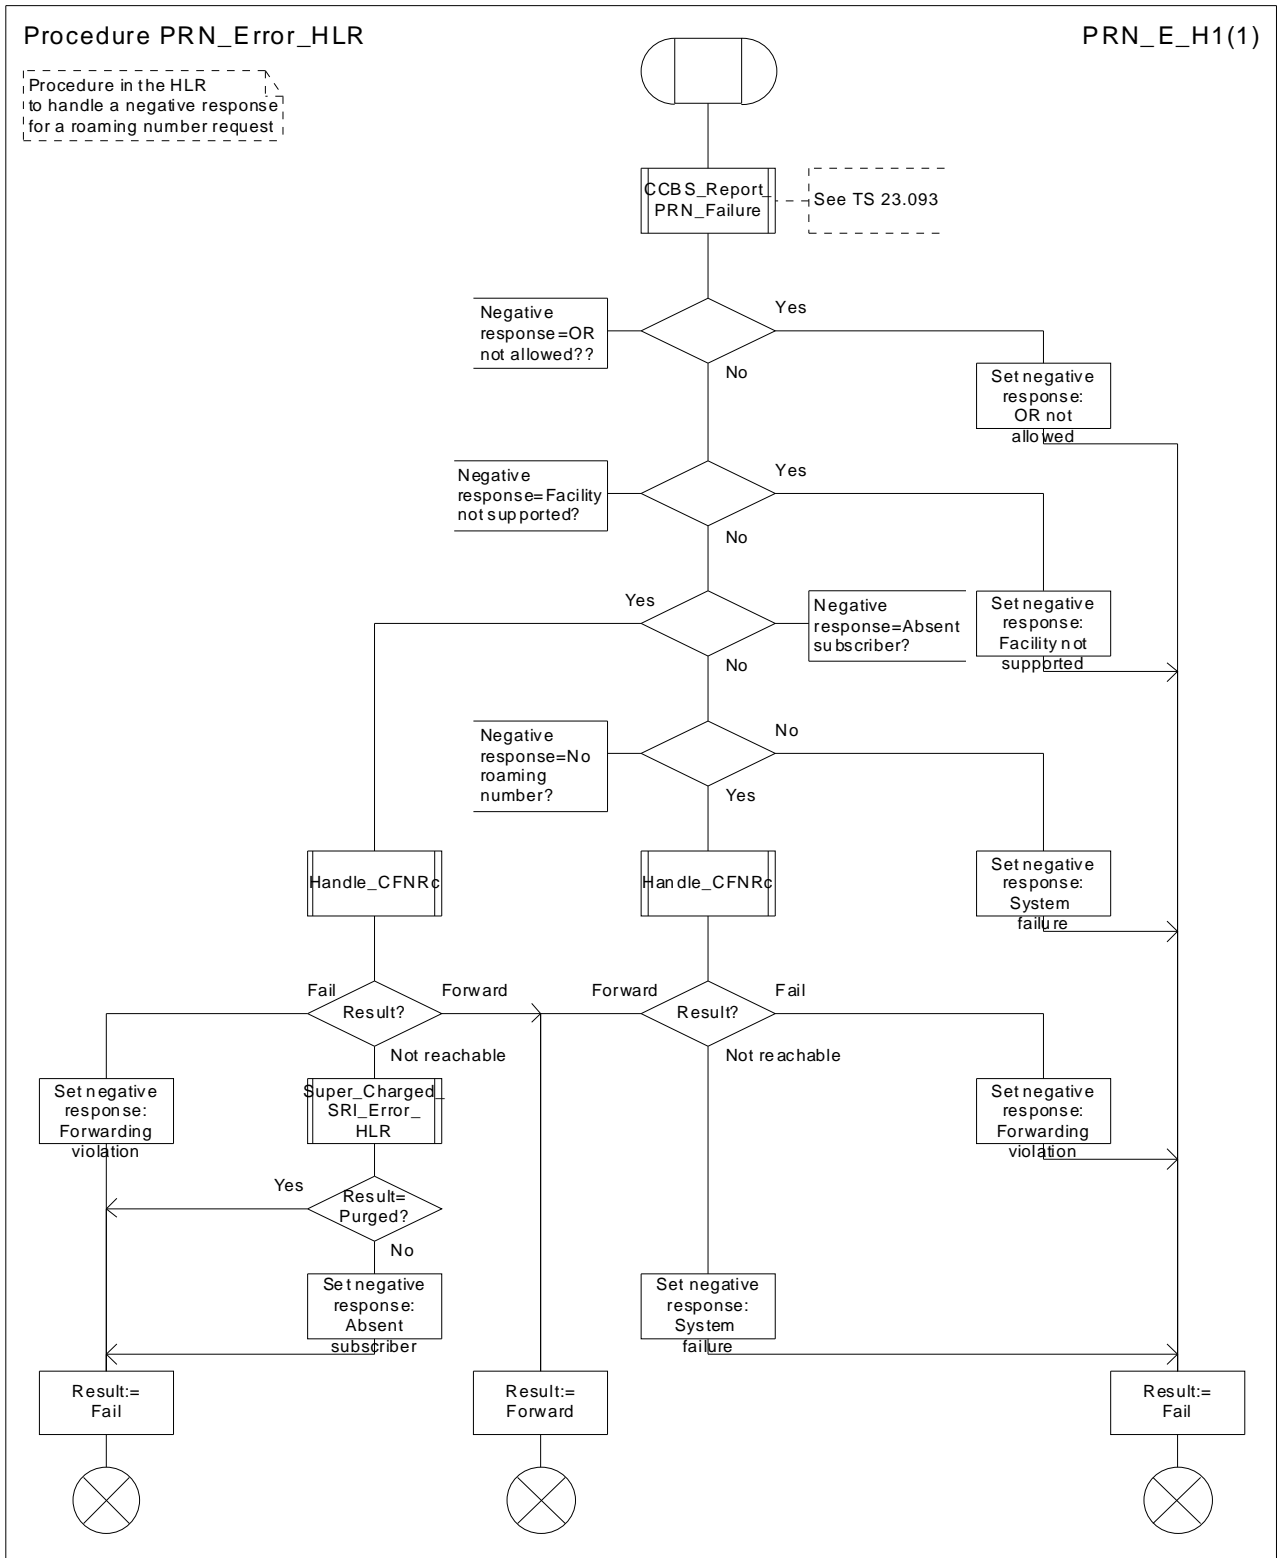 Procedure PRN_Error_HLR
PRN_E_H1(1)
Procedure in the HLR
to handle a negative response
for a roaming number request
CCBS_Report_
PRN_Failure
See TS 23.093
Negative
response=OR
not allowed??
Yes
No
Set negative
response:
OR not
allowed
Negative
response=Facility
not supported?
Yes
No
Yes
Negative
response=Absent
subscriber?
No
Set negative
response:
Facility not
supported
Negative
response=No
roaming
number?
No
Yes
Handle_CFNRc
Handle_CFNRc
Set negative
response:
System
failure
Fail
Result?
Forward
Not reachable
Forward
Result?
Fail
Not reachable
Set negative
response:
Forwarding
violation
Super_Charged_
SRI_Error_
HLR
Set negative
response:
Forwarding
violation
Yes
Result=
Purged?
No
Set negative
response:
Absent
subscriber
Set negative
response:
System
failure
Result:=
Fail
Result:=
Forward
Result:=
Fail